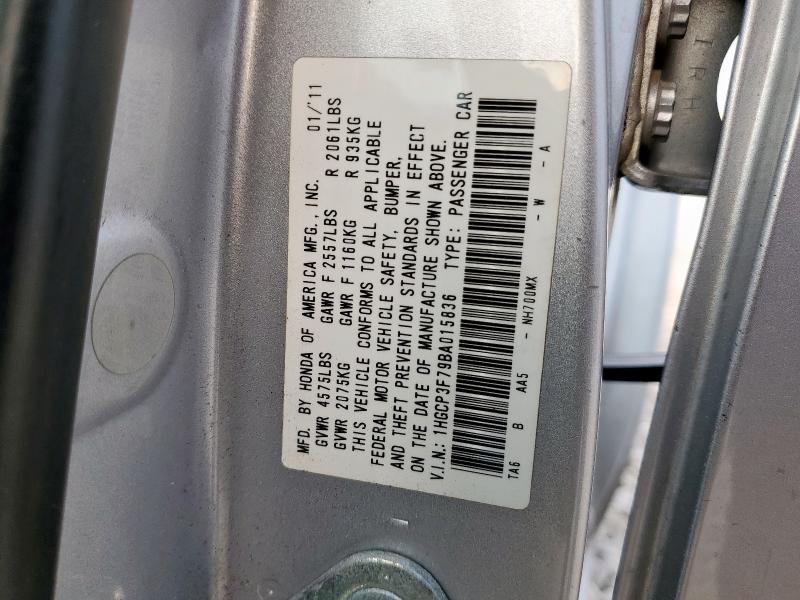 MFD. BY HONDA OF AMERICA MFG., INC. 01/'11
GVWR 4575LBS GAWR F 2557LBS R 2061LBS
GVWR 2075KG GAWR F 1160KG R 935KG
THIS VEHICLE CONFORMS TO ALL APPLICABLE
FEDERAL MOTOR VEHICLE SAFETY, BUMPER,
AND THEFT PREVENTION STANDARDS IN EFFECT
ON THE DATE OF MANUFACTURE SHOWN ABOVE.
V.I.N.: 1HGCP3F79BA015836 TYPE: PASSENGER CAR
TA6 B AA5 - NH700MX - W - A